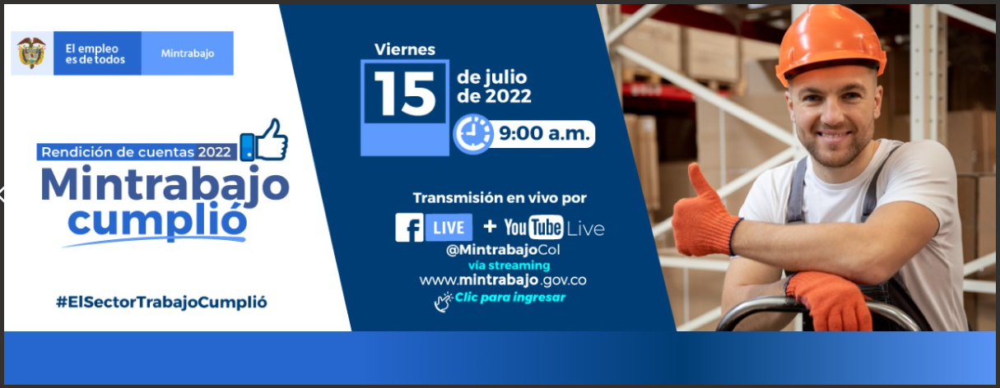 El empleo
es de todos
Mintrabajo
Rendición de cuentas 2022
Mintrabajo
cumplió
#ElSectorTrabajoCumplió
Viernes
15
de julio
de 2022
9:00 a.m.
Transmisión en vivo por
f LIVE + YouTube Live
@MintrabajoCol
vía streaming
www.mintrabajo.gov.co
Clic para ingresar